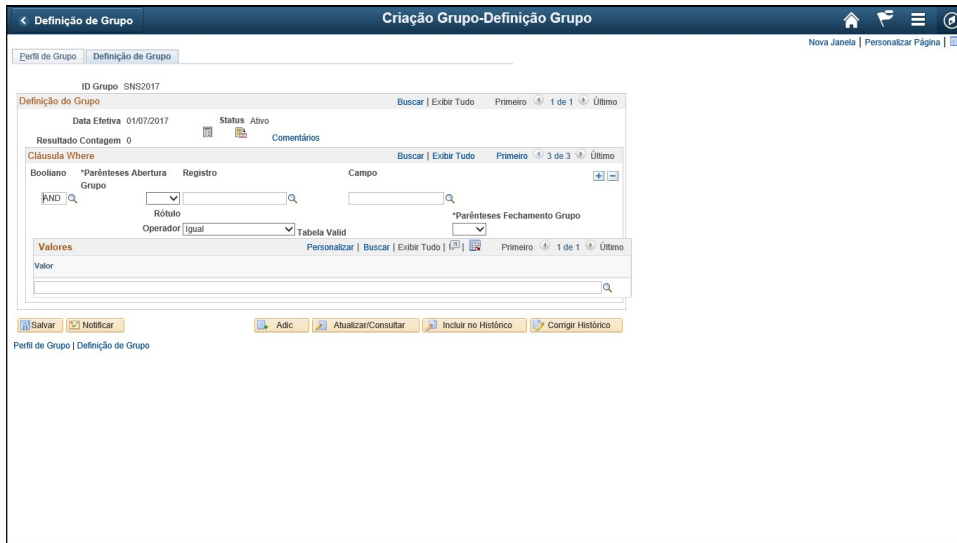 Definição de Grupo
Criação Grupo-Definição Grupo
Nova Janela | Personalizar Página |
Perfil de Grupo Definição de Grupo
ID Grupo SNS2017
Definição do Grupo Buscar | Exibir Tudo Primeiro 1 de 1 Último
Data Efetiva 01/07/2017 Status Ativo
Resultado Contagem 0 Comentários
Cláusula Where Buscar | Exibir Tudo Primeiro 3 de 3 Último
Booliano *Parênteses Abertura Grupo Registro Campo
AND
Rótulo *Parênteses Fechamento Grupo
Operador Igual Tabela Valid
Valores Personalizar | Buscar | Exibir Tudo | | Primeiro 1 de 1 Último
Valor
Salvar Notificar Adic Atualizar/Consultar Incluir no Histórico Corrigir Histórico
Perfil de Grupo | Definição de Grupo